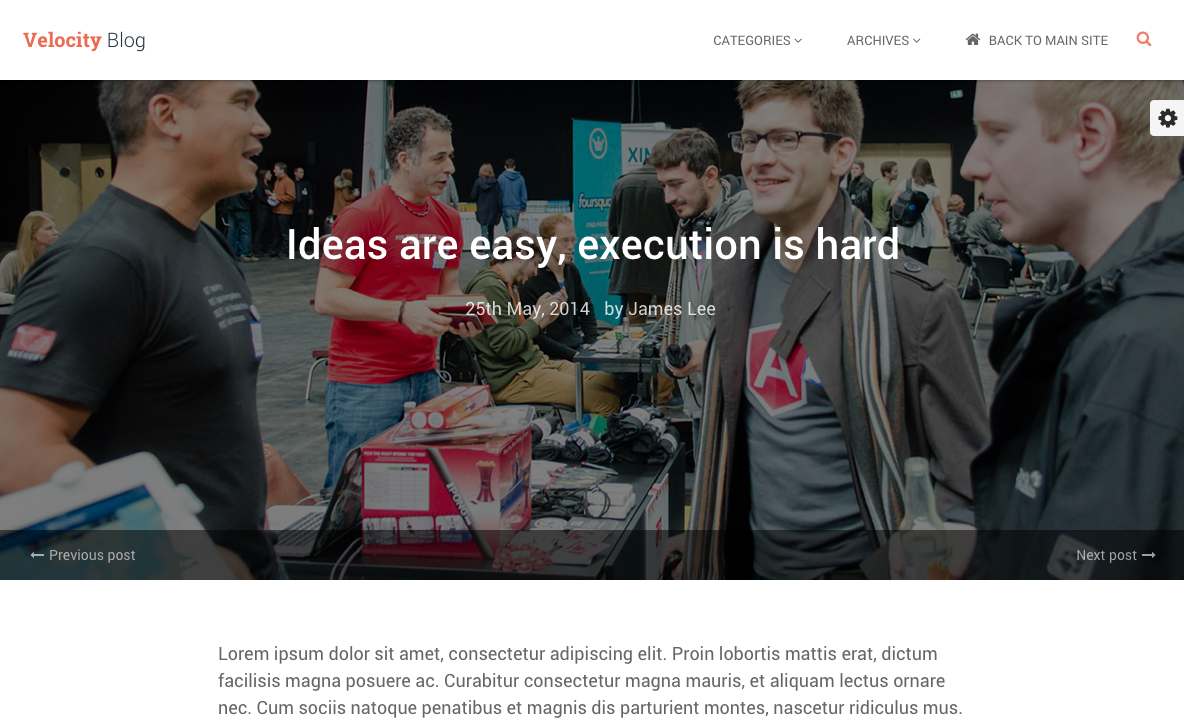 Velocity Blog
CATEGORIES
ARCHIVES
BACK TO MAIN SITE
foursqua
XIN
Ideas are easy, execution is hard
25th May, 2014 by James Lee
Previous post
Next post
Lorem ipsum dolor sit amet, consectetur adipiscing elit. Proin lobortis mattis erat, dictum
facilisis magna posuere ac. Curabitur consectetur magna mauris, et aliquam lectus ornare
nec. Cum sociis natoque penatibus et magnis dis parturient montes, nascetur ridiculus mus.